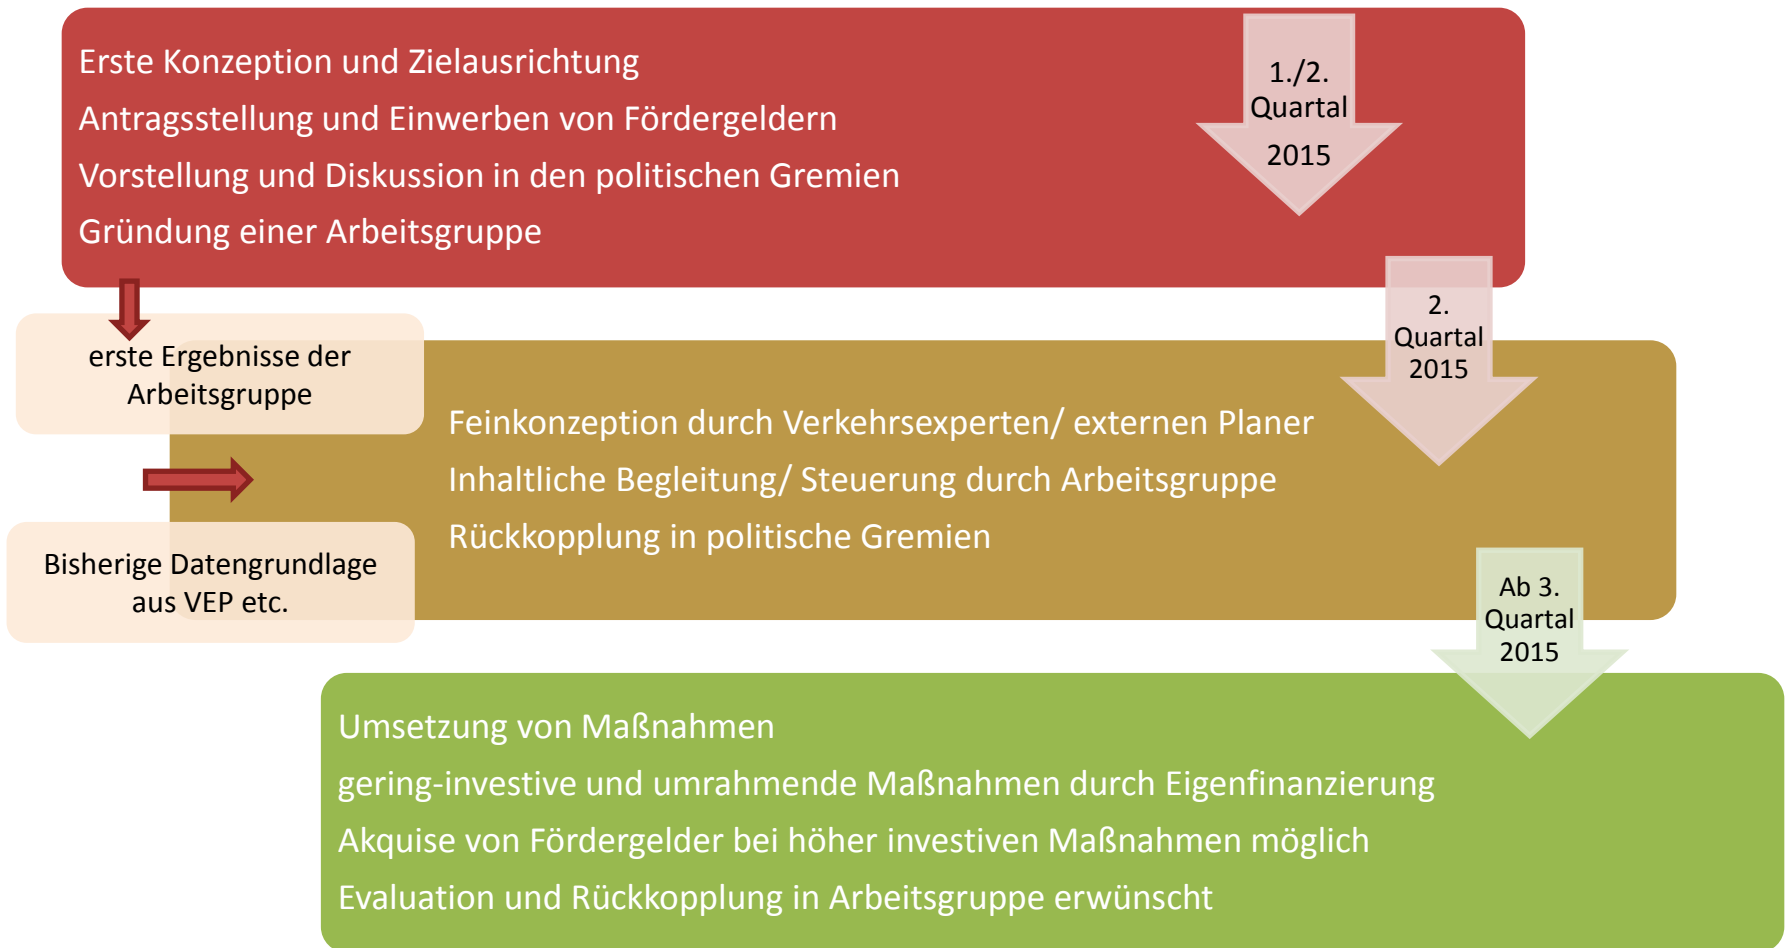 Erste Konzeption und Zielausrichtung
Antragsstellung und Einwerben von Fördergeldern
Vorstellung und Diskussion in den politischen Gremien
Gründung einer Arbeitsgruppe
1./2.
Quartal
2015
2.
Quartal
2015
erste Ergebnisse der
Arbeitsgruppe
Feinkonzeption durch Verkehrsexperten/ externen Planer
Inhaltliche Begleitung/ Steuerung durch Arbeitsgruppe
Rückkopplung in politische Gremien
Bisherige Datengrundlage
aus VEP etc.
Ab 3.
Quartal
2015
Umsetzung von Maßnahmen
gering-investive und umrahmende Maßnahmen durch Eigenfinanzierung
Akquise von Fördergelder bei höher investiven Maßnahmen möglich
Evaluation und Rückkopplung in Arbeitsgruppe erwünscht